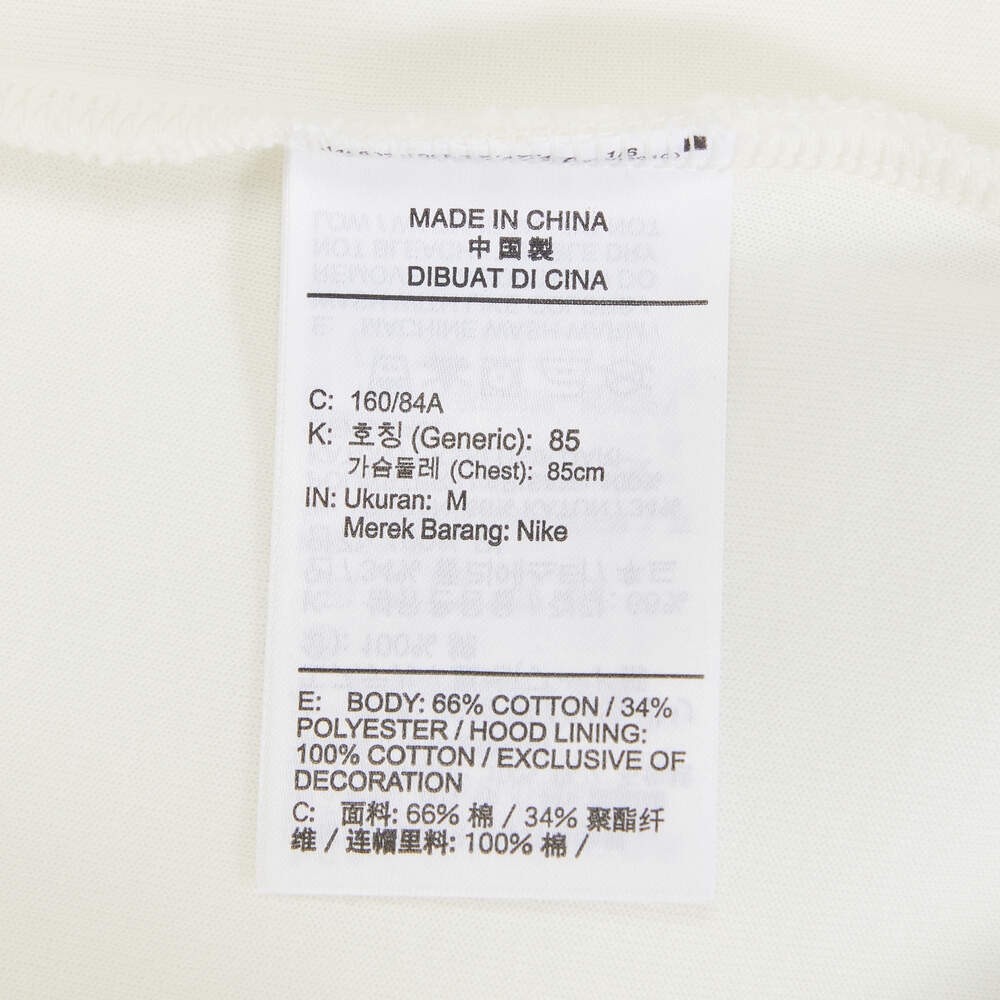 MADE IN CHINA
中国製
DIBUAT DI CINA
C: 160/84A
K: 호칭 (Generic): 85
가슴둘레 (Chest): 85cm
IN: Ukuran: M
Merek Barang: Nike
E: BODY: 66% COTTON / 34%
POLYESTER / HOOD LINING:
100% COTTON / EXCLUSIVE OF
DECORATION
C: 面料: 66% 棉 / 34% 聚酯纤
维 / 连帽里料: 100% 棉 /